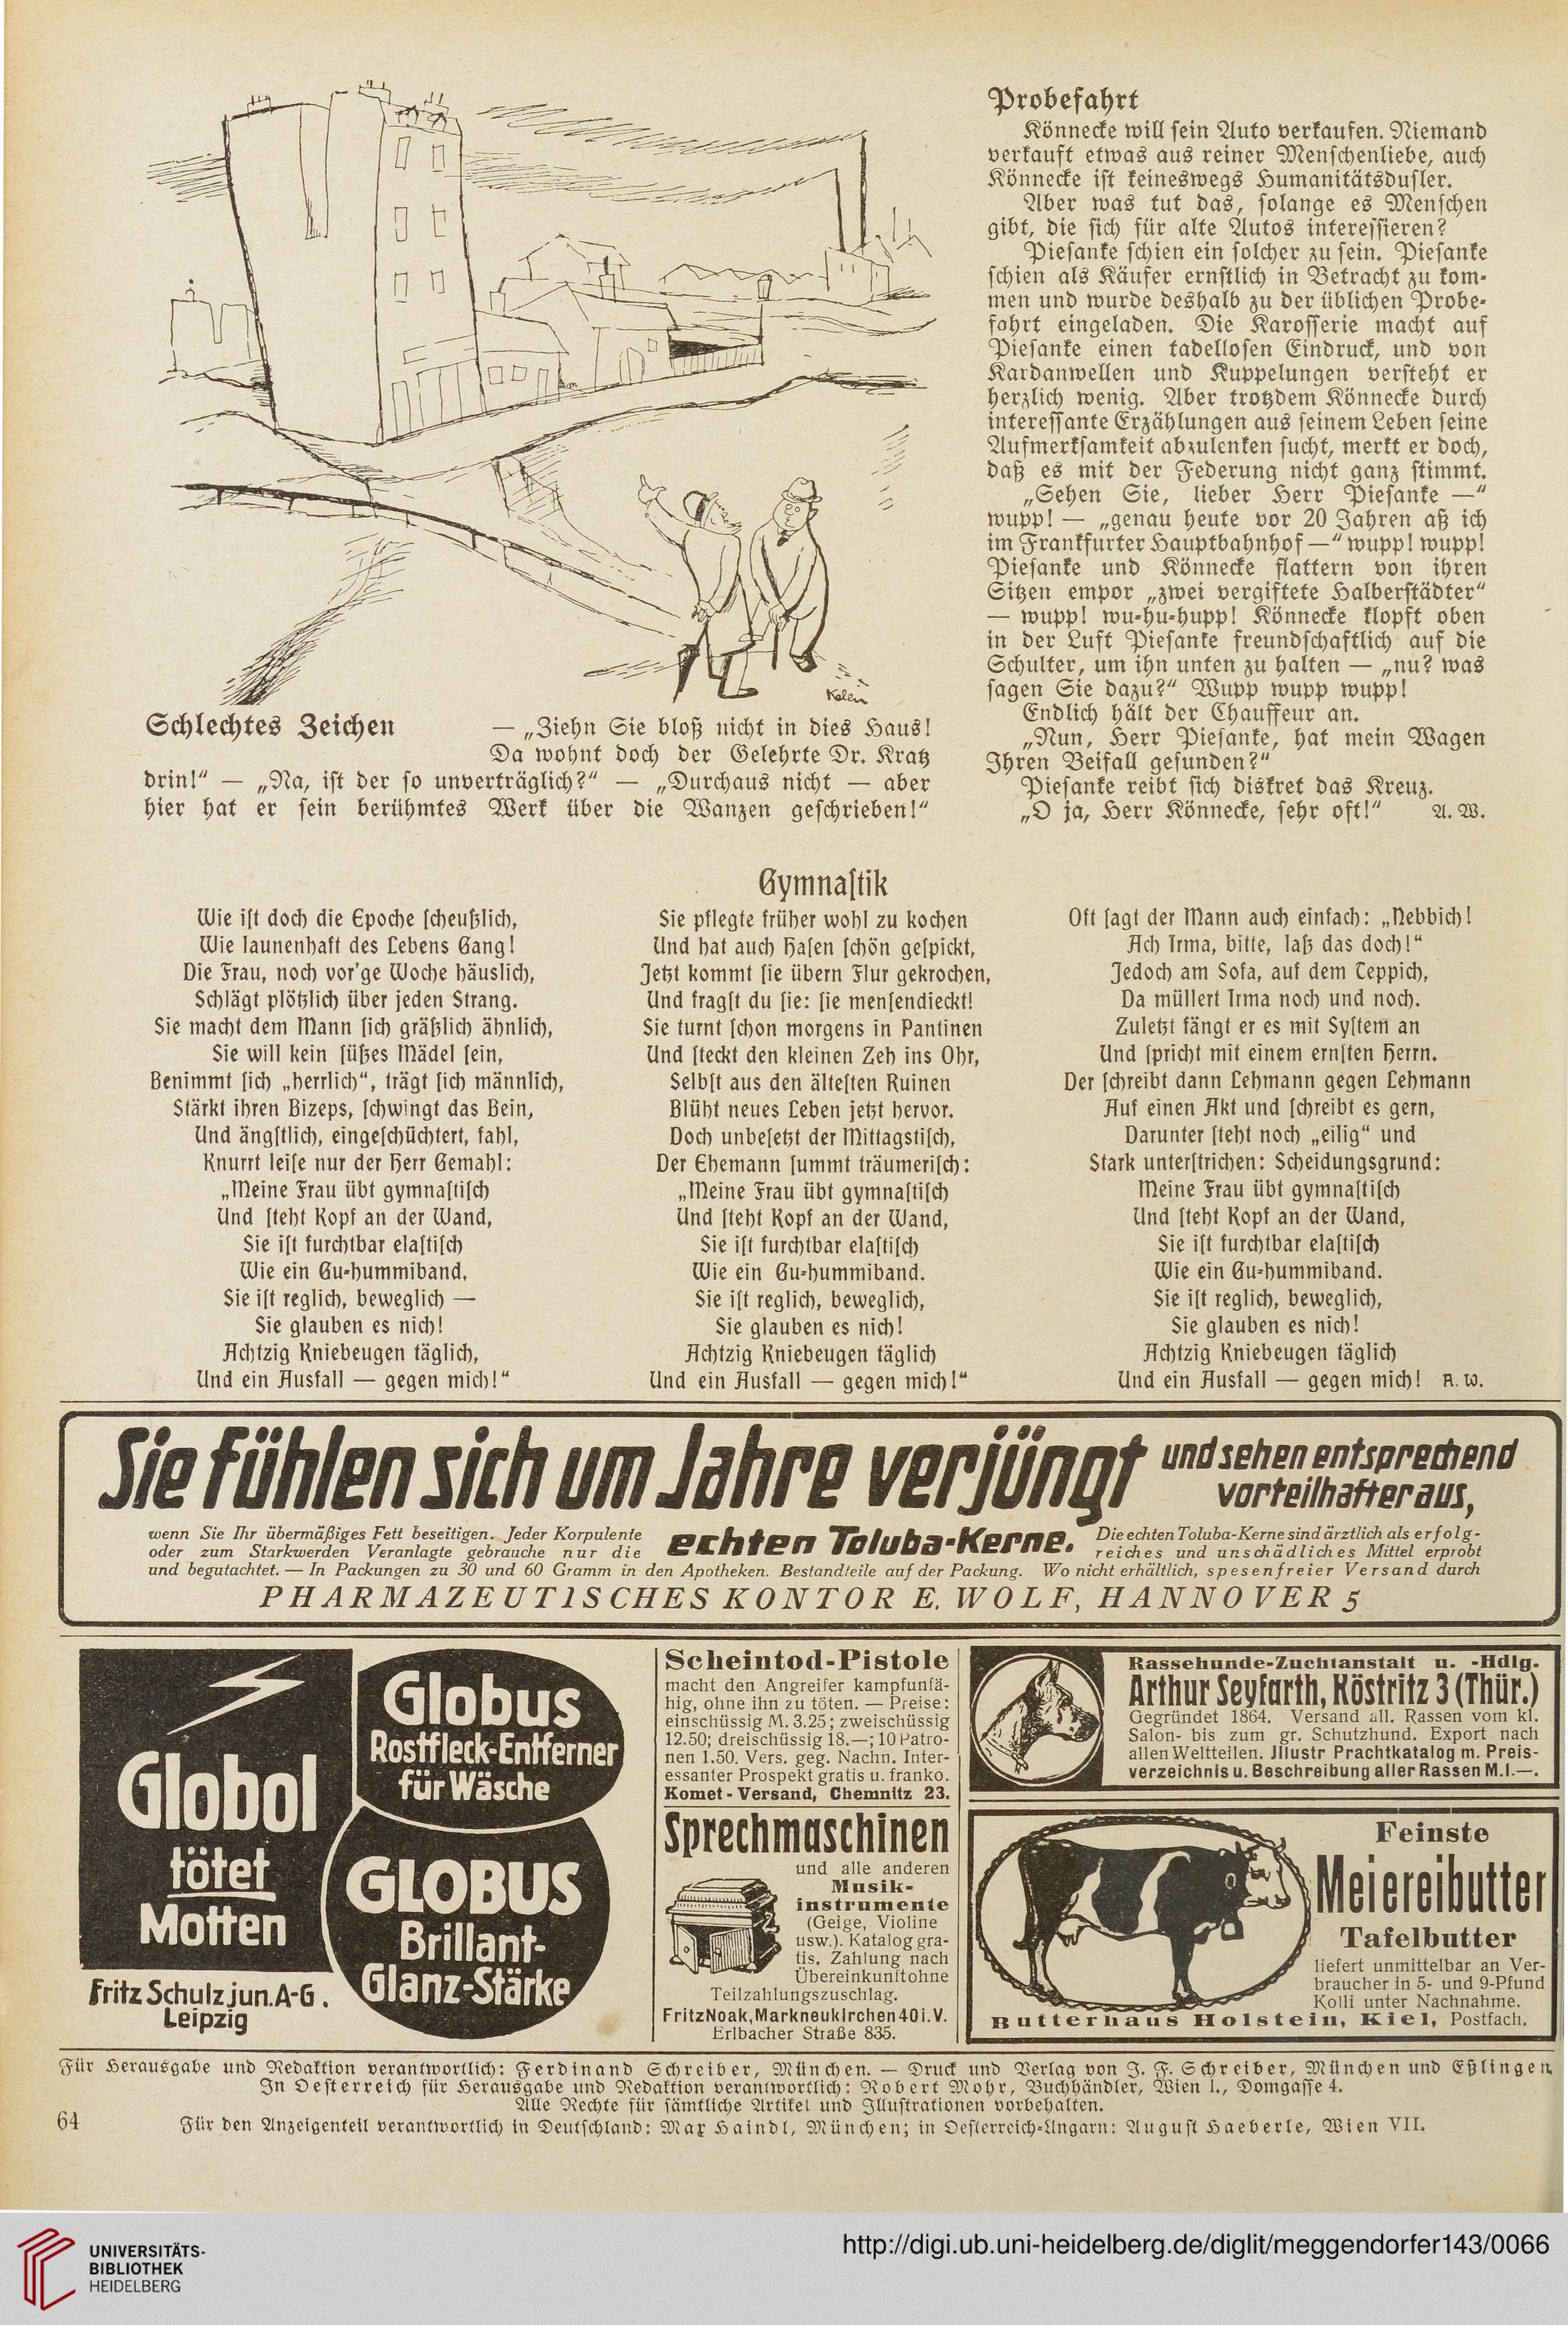 Kelen
Schlechtes Zeichen — „Ziehn Sie bloß nicht in dies Haus!
Da wohnt doch der Gelehrte Dr. Kratz
drin!“ — „Na, ist der so unverträglich?“ — „Durchaus nicht — aber
hier hat er sein berühmtes Werk über die Wanzen geschrieben!“
Probefahrt
Könnecke will sein Auto verkaufen. Niemand
verkauft etwas aus reiner Menschenliebe, auch
Könnecke ist keineswegs Humanitätsdusler.
Aber was tut das, solange es Menschen
gibt, die sich für alte Autos interessieren?
Piesanke schien ein solcher zu sein. Piesanke
schien als Käufer ernstlich in Betracht zu kom-
men und wurde deshalb zu der üblichen Probe-
fahrt eingeladen. Die Karosserie macht auf
Piesanke einen tadellosen Eindruck, und von
Kardanwellen und Kuppelungen versteht er
herzlich wenig. Aber trotzdem Könnecke durch
interessante Erzählungen aus seinem Leben seine
Aufmerksamkeit abzulenken sucht, merkt er doch,
daß es mit der Federung nicht ganz stimmt.
„Sehen Sie, lieber Herr Piesanke —“
wupp! — „genau heute vor 20 Jahren aß ich
im Frankfurter Hauptbahnhof —“ wupp! wupp!
Piesanke und Könnecke flattern von ihren
Sitzen empor „zwei vergiftete Halberstädter“
— wupp! wu-hu-hupp! Könnecke klopft oben
in der Luft Piesanke freundschaftlich auf die
Schulter, um ihn unten zu halten — „nu? was
sagen Sie dazu?“ Wupp wupp wupp!
Endlich hält der Chauffeur an.
„Nun, Herr Piesanke, hat mein Wagen
Ihren Beifall gefunden?“
Piesanke reibt sich diskret das Kreuz.
„O ja, Herr Könnecke, sehr oft!“ A. W.
Gymnastik
Wie ist doch die Epoche scheußlich,
Wie launenhaft des Lebens Gang!
Die Frau, noch vor'ge Woche häuslich,
Schlägt plötzlich über jeden Strang.
Sie macht dem Mann sich gräßlich ähnlich,
Sie will kein süßes Mädel sein,
Benimmt sich „herrlich“, trägt sich männlich,
Stärkt ihren Bizeps, schwingt das Bein,
Und ängstlich, eingeschüchtert, fahl,
Knurrt leise nur der Herr Gemahl:
„Meine Frau übt gymnastisch
Und steht Kopf an der Wand,
Sie ist furchtbar elastisch
Wie ein Gu-hummiband.
Sie ist reglich, beweglich —
Sie glauben es nich!
Achtzig Kniebeugen täglich,
Und ein Ausfall — gegen mich!“
Sie pflegte früher wohl zu kochen
Und hat auch Hasen schön gespickt,
Jetzt kommt sie übern Flur gekrochen,
Und fragst du sie: sie mensendieckt!
Sie turnt schon morgens in Pantinen
Und steckt den kleinen Zeh ins Ohr,
Selbst aus den ältesten Ruinen
Blüht neues Leben jetzt hervor.
Doch unbesetzt der Mittagstisch,
Der Ehemann summt träumerisch:
„Meine Frau übt gymnastisch
Und steht Kopf an der Wand,
Sie ist furchtbar elastisch
Wie ein Gu-hummiband.
Sie ist reglich, beweglich,
Sie glauben es nich!
Achtzig Kniebeugen täglich
Und ein Ausfall — gegen mich!“
Oft sagt der Mann auch einfach: „Nebbich!
Ach Irma, bitte, laß das doch!“
Jedoch am Sofa, auf dem Teppich,
Da müllert Irma noch und noch.
Zuletzt fängt er es mit System an
Und spricht mit einem ernsten Herrn.
Der schreibt dann Lehmann gegen Lehmann
Auf einen Akt und schreibt es gern,
Darunter steht noch „eilig“ und
Stark unterstrichen: Scheidungsgrund:
Meine Frau übt gymnastisch
Und steht Kopf an der Wand,
Sie ist furchtbar elastisch
Wie ein Gu-hummiband.
Sie ist reglich, beweglich,
Sie glauben es nich!
Achtzig Kniebeugen täglich
Und ein Ausfall — gegen mich! A. W.
Sie fühlen sich um Jahre verjüngt und sehen entsprechend
vorteilhafter aus,
wenn Sie Ihr übermäßiges Fett beseitigen. Jeder Korpulente
oder zum Starkwerden Veranlagte gebrauche nur die echten Toluba-Kerne. Die echten Toluba-Kerne sind ärztlich als erfolg-
reiches und unschädliches Mittel erprobt
und begutachtet. — In Packungen zu 30 und 60 Gramm in den Apotheken. Bestandteile auf der Packung. Wo nicht erhältlich, spesenfreier Versand durch
PHARMAZEUTISCHES KONTOR E. WOLF, HANNOVER 5
Globol
tötet
Motten
Fritz Schulz jun. A-G.
Leipzig
Globus
Rostfleck-Entferner
für Wäsche
GLOBUS
Brillant-
Glanz-Stärke
Scheintod-Pistole
macht den Angreifer kampfunfä-
hig, ohne ihn zu töten. — Preise:
einschüssig M. 3.25; zweischüssig
12.50; dreischüssig 18.—; 10 Patro-
nen 1.50. Vers. geg. Nachn. Inter-
essanter Prospekt gratis u. franko.
Komet-Versand, Chemnitz 23.
Sprechmaschinen
und alle anderen
Musik-
instrumente
(Geige, Violine
usw.). Katalog gra-
tis. Zahlung nach
Übereinkunft ohne
Teilzahlungszuschlag.
Fritz Noak, Markneukirchen 40 i. V.
Erlbacher Straße 835.
Rassehunde-Zuchtanstalt u. -Hdlg.
Arthur Seyfarth, Köstritz 3 (Thür.)
Gegründet 1864. Versand all. Rassen vom kl.
Salon- bis zum gr. Schutzhund. Export nach
allen Weltteilen. Jllustr Prachtkatalog m. Preis-
verzeichnis u. Beschreibung aller Rassen M.1.—.
Feinste
Meiereibutter
Tafelbutter
liefert unmittelbar an Ver-
braucher in 5- und 9-Pfund
Kolli unter Nachnahme.
Butterhaus Holstein, Kiel, Postfach.
Für Herausgabe und Redaktion verantwortlich: Ferdinand Schreiber, München. — Druck und Verlag von J. F. Schreiber, München und Eßlingen
In Oesterreich für Herausgabe und Redaktion verantwortlich: Robert Mohr, Buchhändler, Wien I., Domgasse 4.
Alle Rechte für sämtliche Artikel und Illustrationen vorbehalten.
64 Für den Anzeigenteil verantwortlich in Deutschland: Max Haindl, München; in Oesterreich-Ungarn: August Haeberle, Wien VII.
UNIVERSITÄTS-
BIBLIOTHEK
HEIDELBERG
http://digi.ub.uni-heidelberg.de/diglit/meggendorfer143/0066